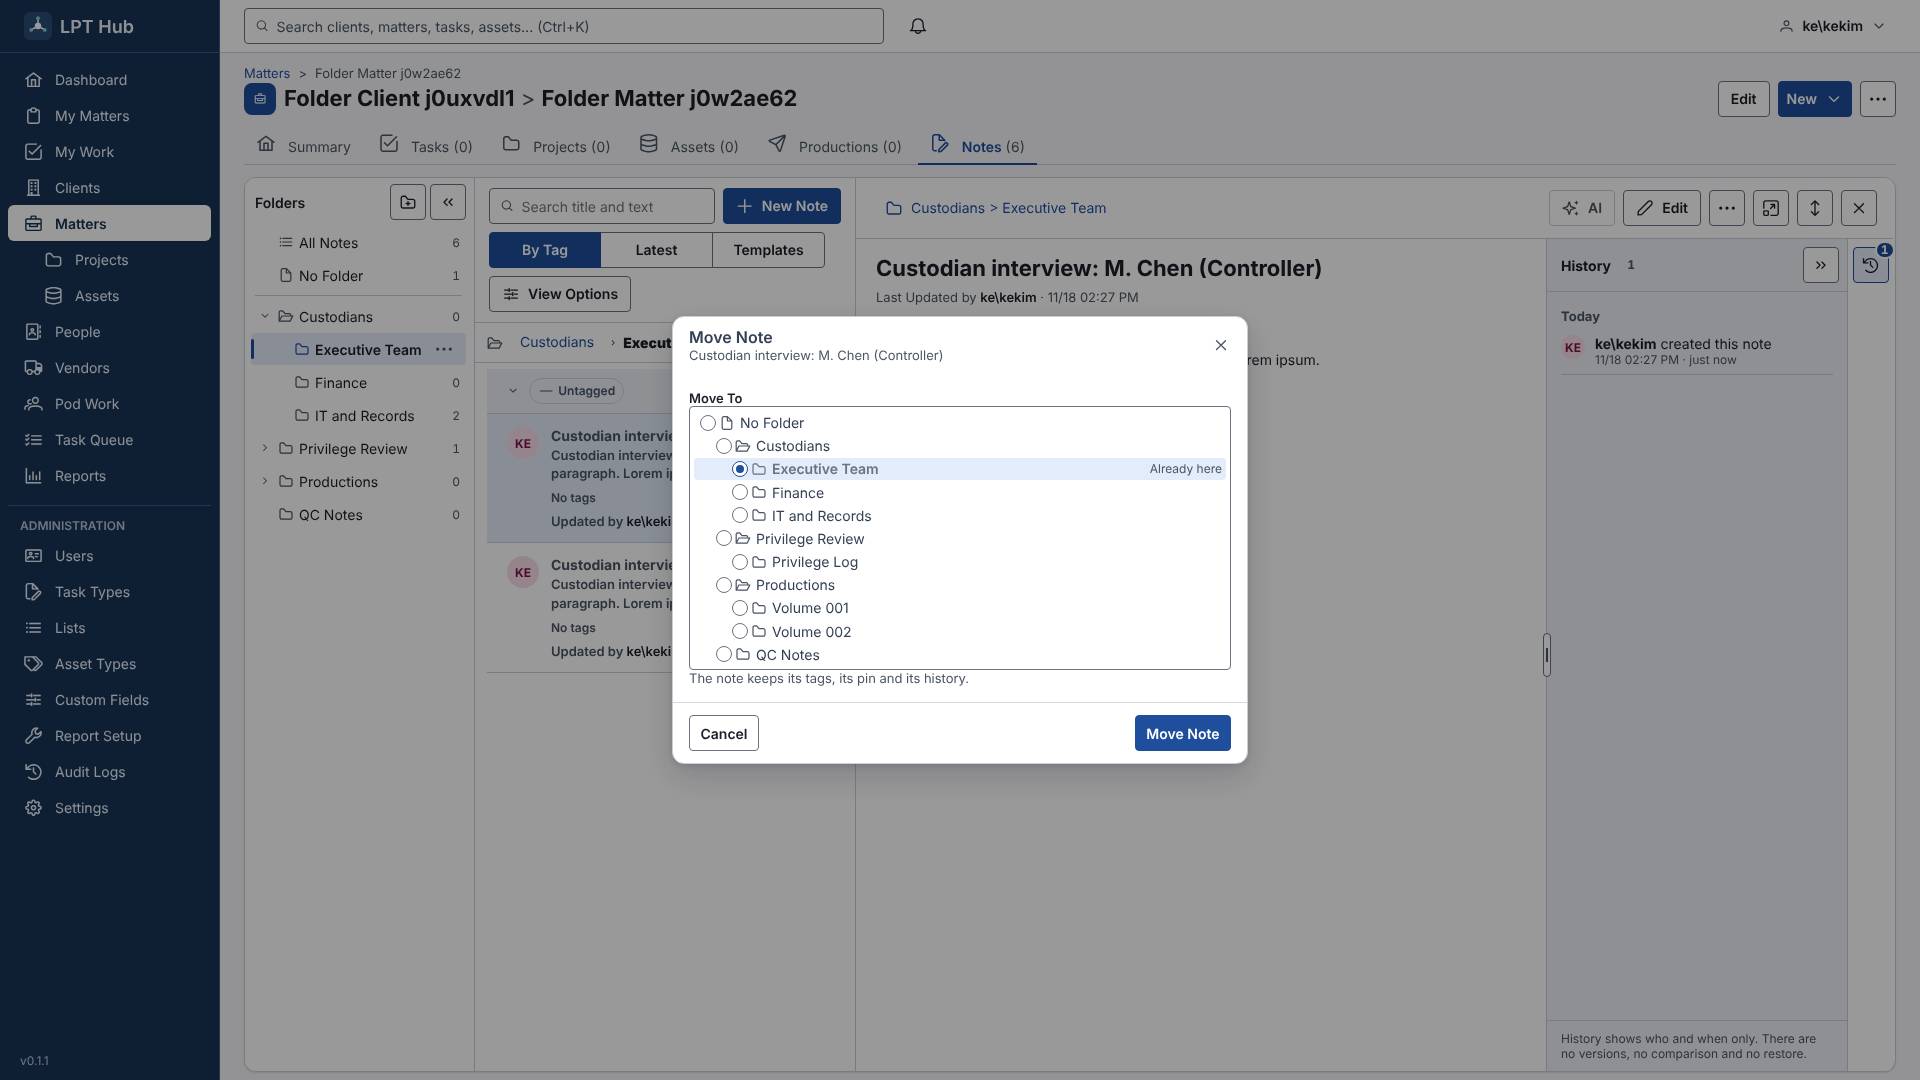 LPT Hub
Search clients, matters, tasks, assets... (Ctrl+K)
ke\kekim
Dashboard
My Matters
My Work
Clients
Matters
Projects
Assets
People
Vendors
Pod Work
Task Queue
Reports
ADMINISTRATION
Users
Task Types
Lists
Asset Types
Custom Fields
Report Setup
Audit Logs
Settings
v0.1.1
Matters > Folder Matter j0w2ae62
Folder Client j0uxvdl1 > Folder Matter j0w2ae62
Edit
New
Summary
Tasks (0)
Projects (0)
Assets (0)
Productions (0)
Notes (6)
Folders
All Notes 6
No Folder 1
Custodians 0
Executive Team
Finance 0
IT and Records 2
Privilege Review 1
Productions 0
QC Notes 0
Search title and text
New Note
By Tag
Latest
Templates
View Options
Custodians › Execut
— Untagged
KE
Custodian intervie
Custodian interview
paragraph. Lorem i
No tags
Updated by ke\keki
KE
Custodian intervie
Custodian interview
paragraph. Lorem i
No tags
Updated by ke\keki
Custodians > Executive Team
AI
Edit
Custodian interview: M. Chen (Controller)
Last Updated by ke\kekim · 11/18 02:27 PM
rem ipsum.
History 1
1
Today
KE
ke\kekim created this note
11/18 02:27 PM · just now
History shows who and when only. There are
no versions, no comparison and no restore.
Move Note
Custodian interview: M. Chen (Controller)
Move To
No Folder
Custodians
Executive Team Already here
Finance
IT and Records
Privilege Review
Privilege Log
Productions
Volume 001
Volume 002
QC Notes
The note keeps its tags, its pin and its history.
Cancel
Move Note